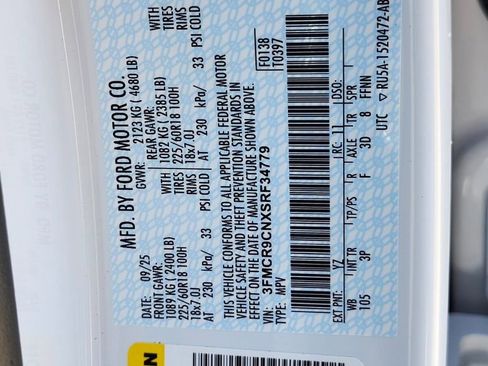 MFD. BY FORD MOTOR CO.
09/25
GVWR: 2123 KG ( 4680 LB)
FRONT GAWR:
1089 KG ( 2400 LB)
225/60R18 100H
18x7.0J
AT 230 kPa/ 33 PSI COLD
REAR GAWR:
1082 KG ( 2385 LB)
225/60R18 100H
18x7.0J
AT 230 kPa/ 33 PSI COLD
WITH
TIRES
RIMS
WITH
TIRES
RIMS
THIS VEHICLE CONFORMS TO ALL APPLICABLE FEDERAL MOTOR
VEHICLE SAFETY AND THEFT PREVENTION STANDARDS IN
EFFECT ON THE DATE OF MANUFACTURE SHOWN ABOVE.
3FMCR9CNXSRF34779
TYPE: MPV
F0138
T0397
EXT PNT: YZ RC: 11 DSO:
WB INT TR TP/PS R AXLE TR SPR
105 3P F 3D 8 FFNN
UTC
RU5A-1520472-AB